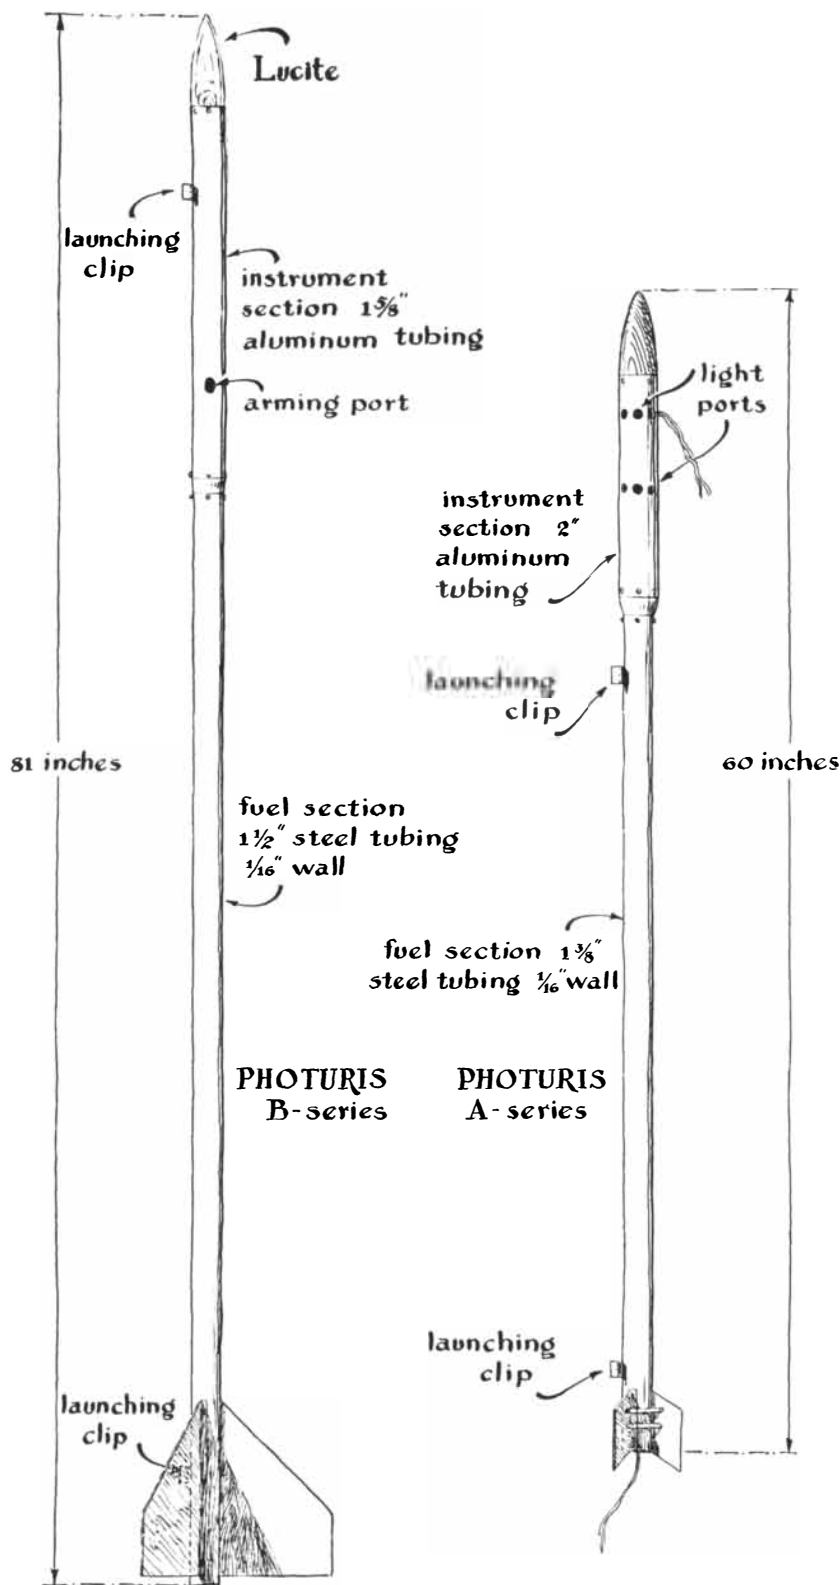 Lucite
launching
clip
instrument
section 1⅝"
aluminum tubing
arming port
81 inches
fuel section
1½" steel tubing
1/16" wall
PHOTURIS
B-series
launching
clip
light
ports
instrument
section 2"
aluminum
tubing
launching
clip
60 inches
fuel section 1⅜"
steel tubing 1/16" wall
PHOTURIS
A-series
launching
clip